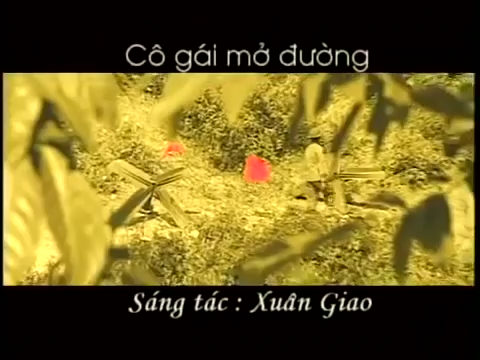 Cô gái mở đường
Sáng tác : Xuân Giao